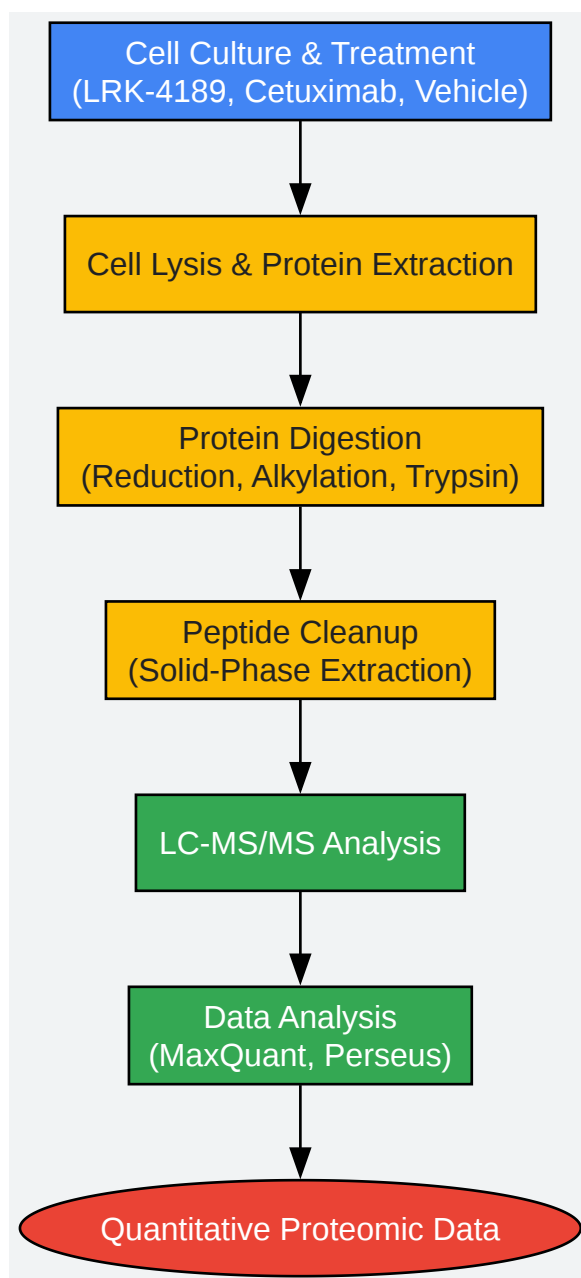 Cell Culture & Treatment
(LRK-4189, Cetuximab, Vehicle)
Cell Lysis & Protein Extraction
Protein Digestion
(Reduction, Alkylation, Trypsin)
Peptide Cleanup
(Solid-Phase Extraction)
LC-MS/MS Analysis
Data Analysis
(MaxQuant, Perseus)
Quantitative Proteomic Data